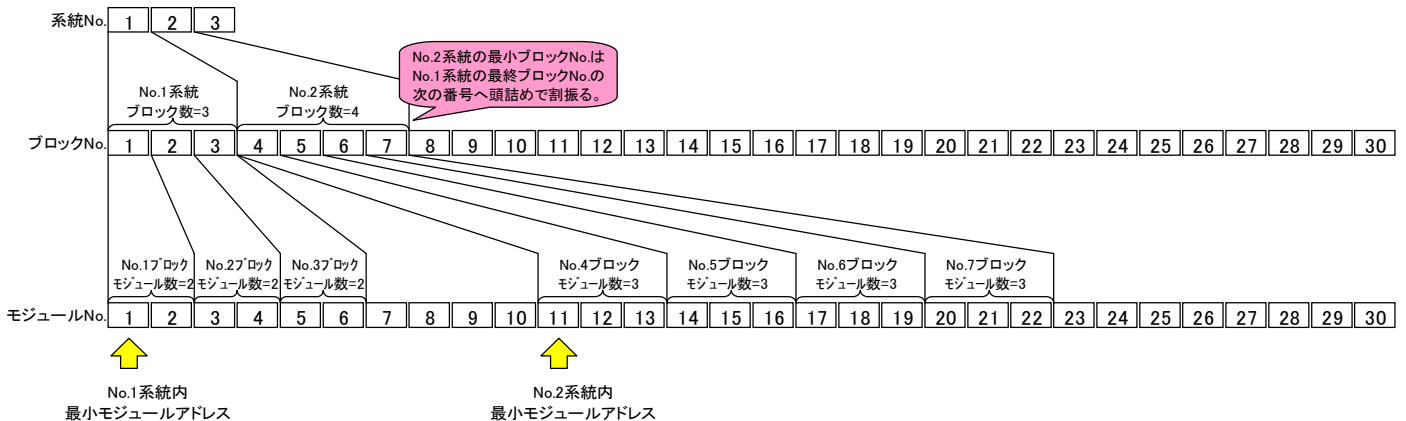 系統No. 1 2 3
No.2系統の最小ブロックNo.は
No.1系統の最終ブロックNo.の
次の番号へ頭詰めで割振る。
No.1系統
ブロック数=3
No.2系統
ブロック数=4
ブロックNo. 1 2 3 4 5 6 7 8 9 10 11 12 13 14 15 16 17 18 19 20 21 22 23 24 25 26 27 28 29 30
No.1ブロック
モジュール数=2
No.2ブロック
モジュール数=2
No.3ブロック
モジュール数=2
No.4ブロック
モジュール数=3
No.5ブロック
モジュール数=3
No.6ブロック
モジュール数=3
No.7ブロック
モジュール数=3
モジュールNo. 1 2 3 4 5 6 7 8 9 10 11 12 13 14 15 16 17 18 19 20 21 22 23 24 25 26 27 28 29 30
No.1系統内
最小モジュールアドレス
No.2系統内
最小モジュールアドレス